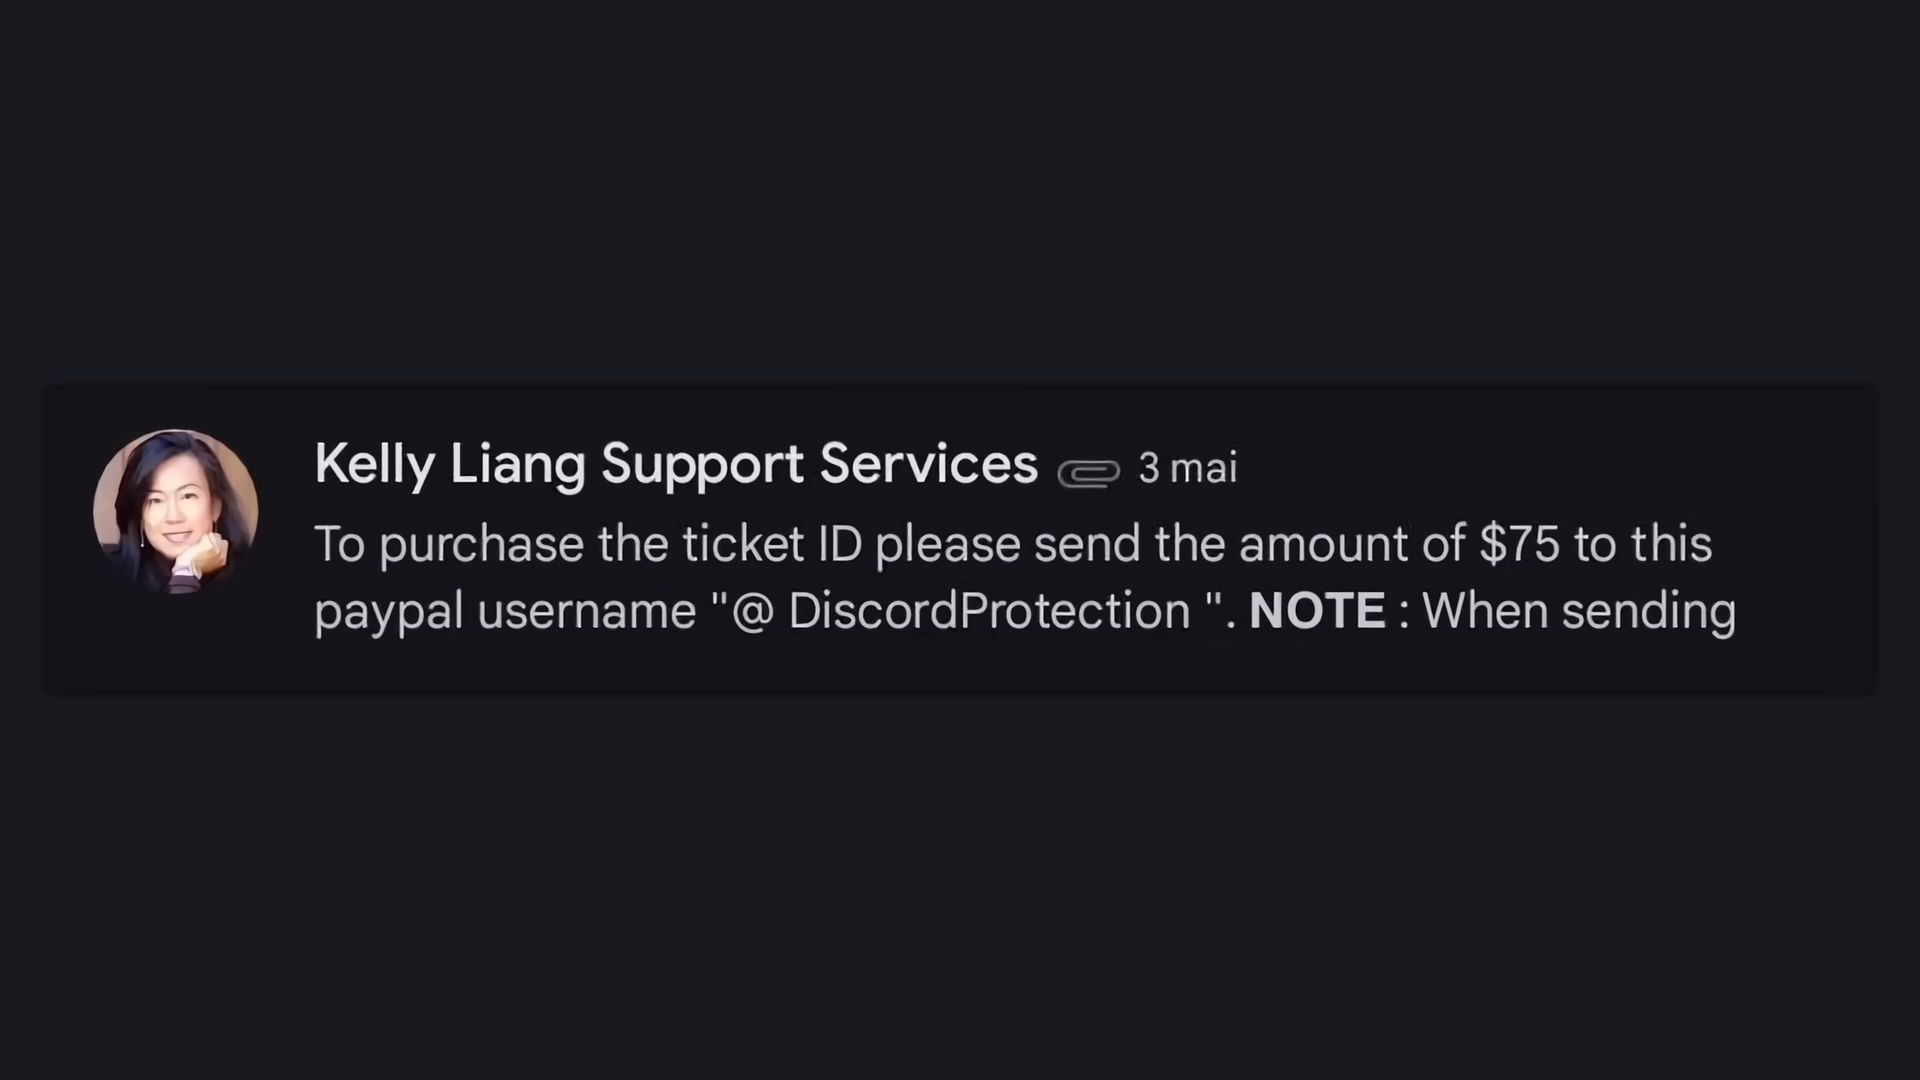 Kelly Liang Support Services 3 mai
To purchase the ticket ID please send the amount of $75 to this
paypal username "@ DiscordProtection ". NOTE : When sending